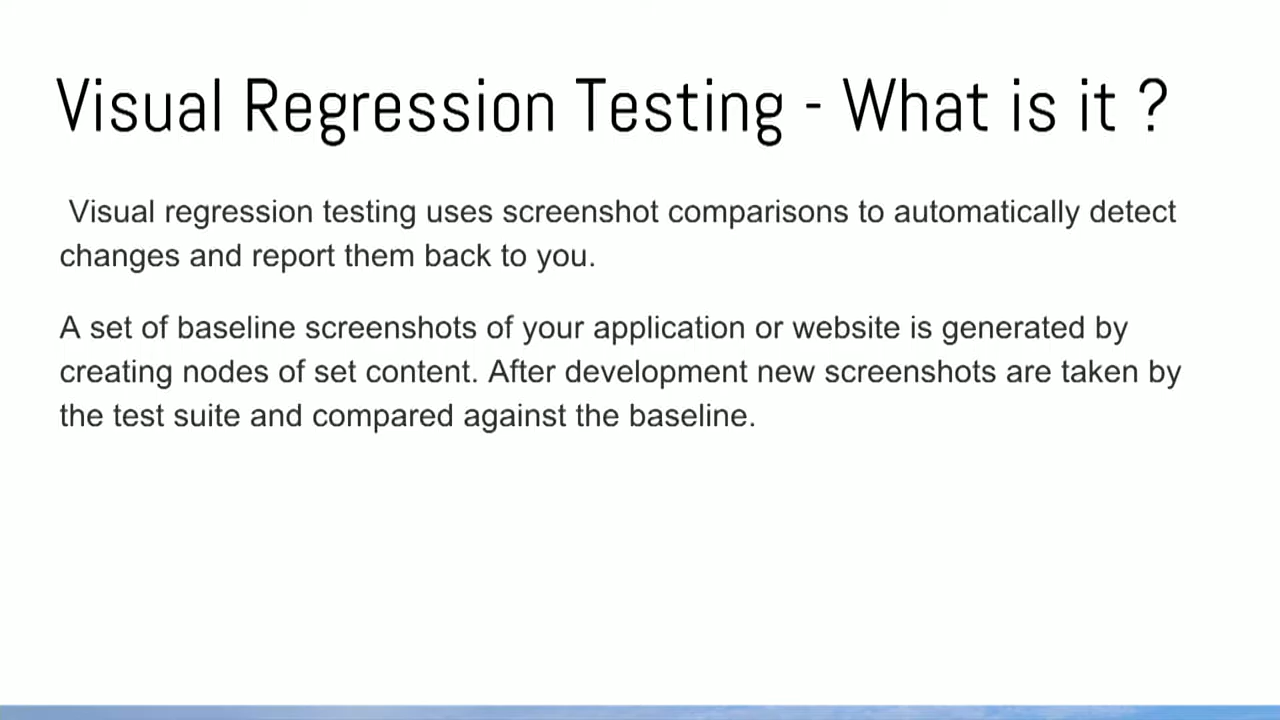 Visual Regression Testing - What is it ?
Visual regression testing uses screenshot comparisons to automatically detect
changes and report them back to you.
A set of baseline screenshots of your application or website is generated by
creating nodes of set content. After development new screenshots are taken by
the test suite and compared against the baseline.